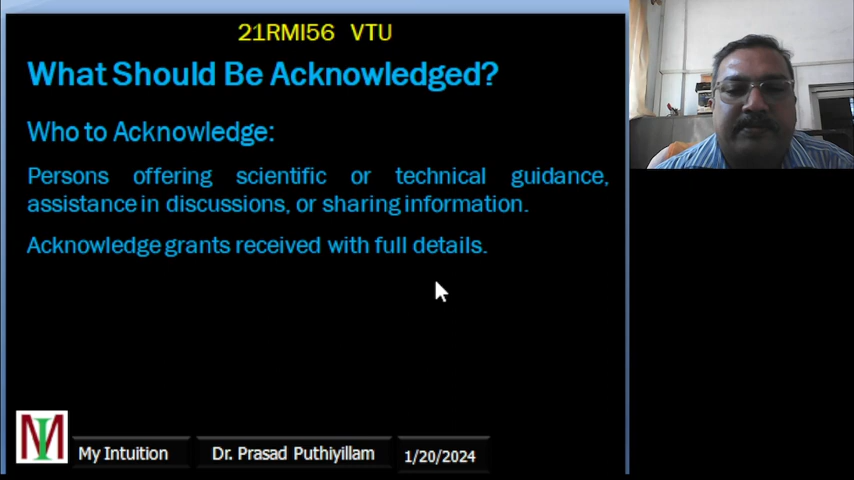 21RMI56 VTU
What Should Be Acknowledged?
Who to Acknowledge:
Persons offering scientific or technical guidance,
assistance in discussions, or sharing information.
Acknowledge grants received with full details.
MI
My Intuition
Dr. Prasad Puthiyillam
1/20/2024